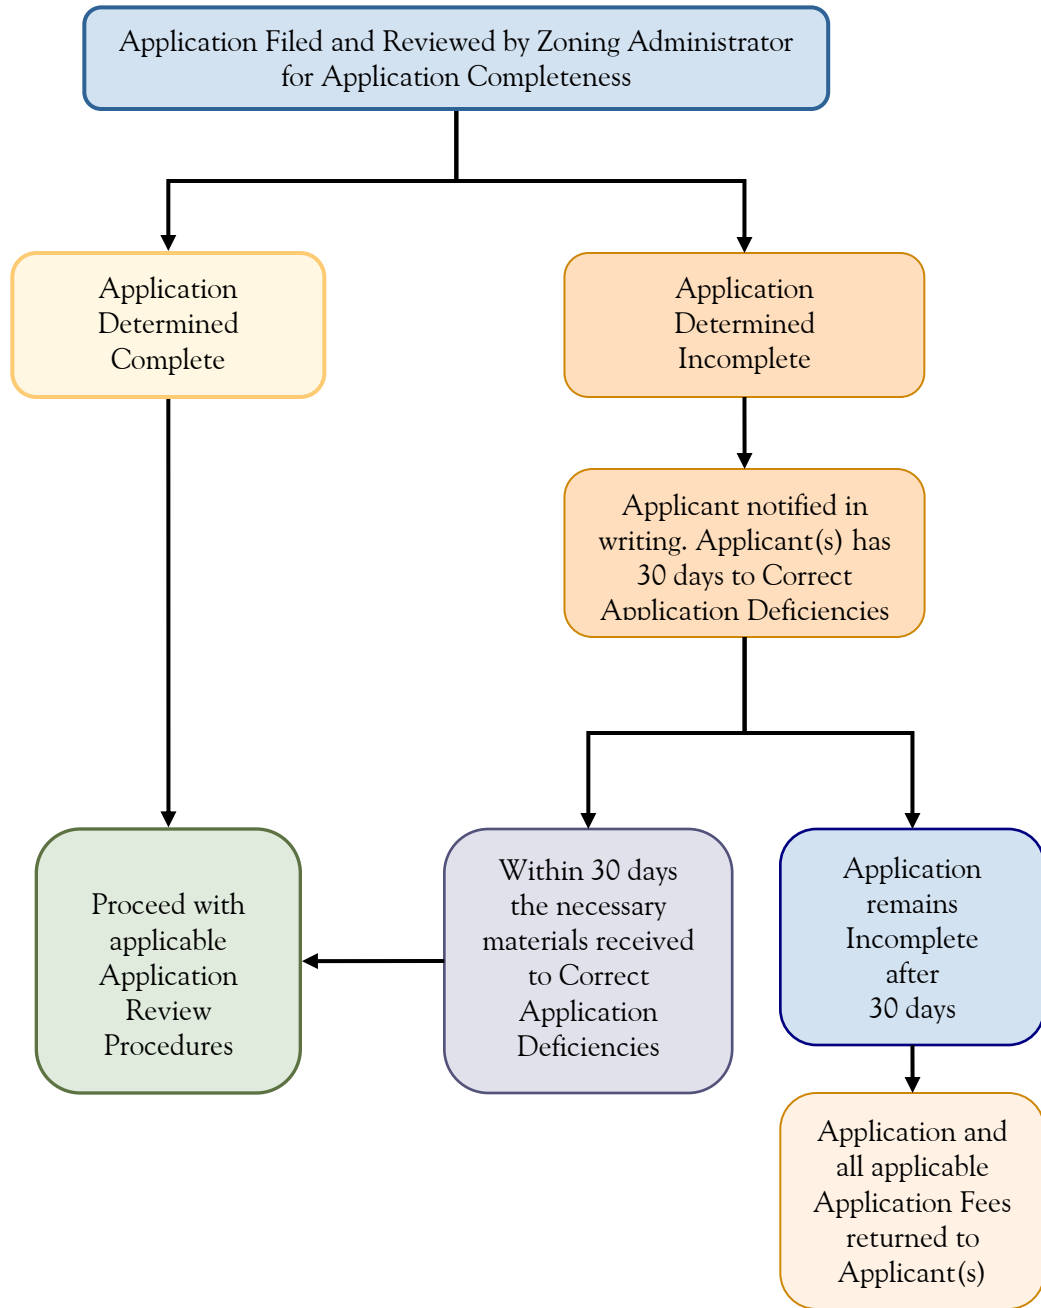 Application Filed and Reviewed by Zoning Administrator
for Application Completeness
Application
Determined
Complete
Application
Determined
Incomplete
Applicant notified in
writing. Applicant(s) has
30 days to Correct
Application Deficiencies
Proceed with
applicable
Application
Review
Procedures
Within 30 days
the necessary
materials received
to Correct
Application
Deficiencies
Application
remains
Incomplete
after
30 days
Application and
all applicable
Application Fees
returned to
Applicant(s)